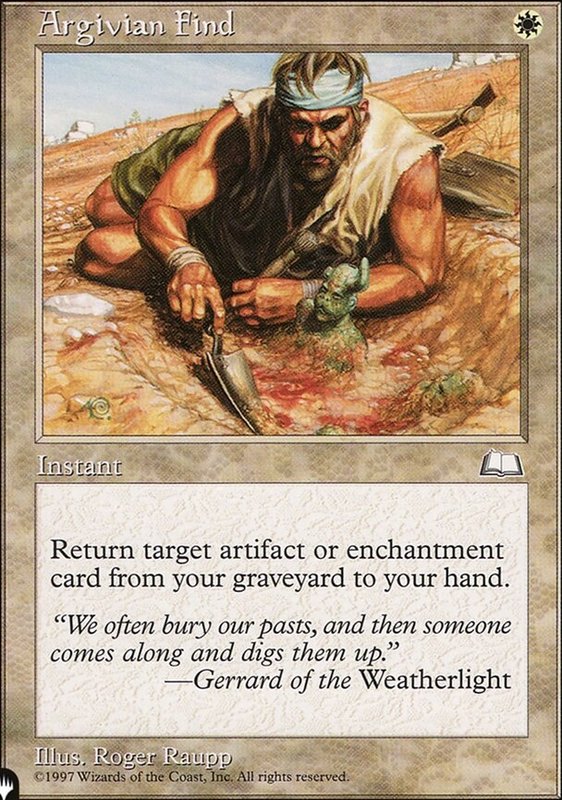 Argivian Find
Instant
Return target artifact or enchantment
card from your graveyard to your hand.
“We often bury our pasts, and then someone
comes along and digs them up.”
—Gerrard of the Weatherlight
Illus. Roger Raupp
©1997 Wizards of the Coast, Inc. All rights reserved.